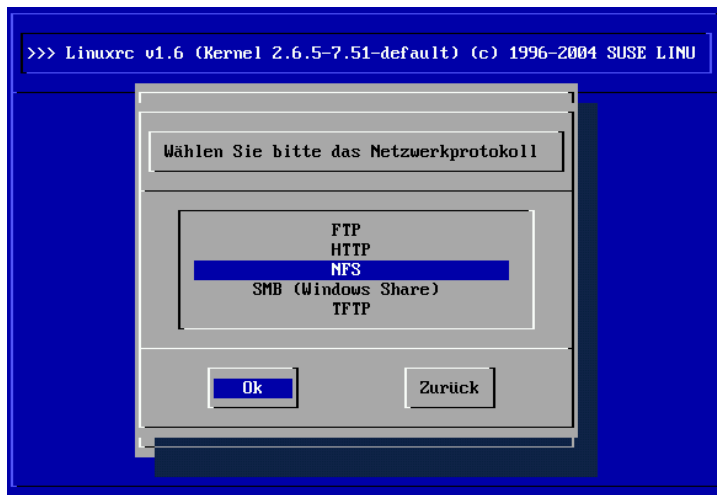 >>> Linuxrc v1.6 (Kernel 2.6.5-7.51-default) (c) 1996-2004 SUSE LINU
Wählen Sie bitte das Netzwerkprotokoll
FTP
HTTP
NFS
SMB (Windows Share)
TFTP
Ok Zurück